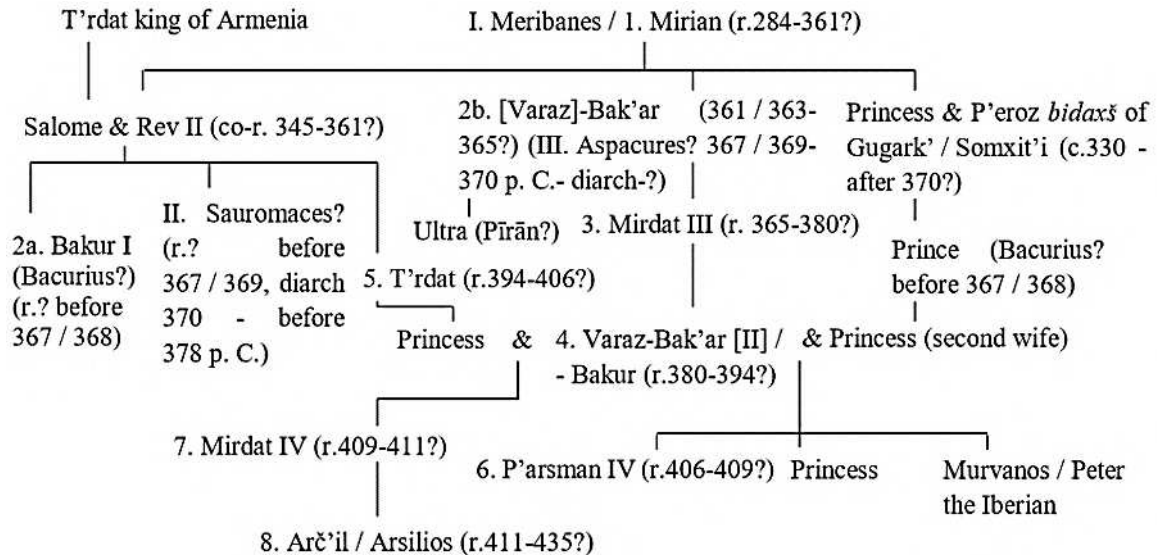 T'rdat king of Armenia
I. Meribanes / 1. Mirian (r.284-361?)
Salome & Rev II (co-r. 345-361?)
2b. [Varaz]-Bak'ar (361 / 363-
365?) (III. Aspacures? 367 / 369-
370 p. C.- diarch-?)
Princess & P'eroz bidaxš of
Gugark' / Somxit'i (c.330 -
after 370?)
2a. Bakur I
(Bacurius?)
(r.? before
367 / 368)
II. Sauromaces?
(r.? before
367 / 369, diarch
370 - before
378 p. C.)
5. T'rdat (r.394-406?)
Ultra (Pīrān?)
3. Mirdat III (r. 365-380?)
Prince (Bacurius?
before 367 / 368)
Princess & 4. Varaz-Bak'ar [II] / & Princess (second wife)
- Bakur (r.380-394?)
7. Mirdat IV (r.409-411?)
6. P'arsman IV (r.406-409?)
Princess
Murvanos / Peter
the Iberian
8. Arč'il / Arsilios (r.411-435?)